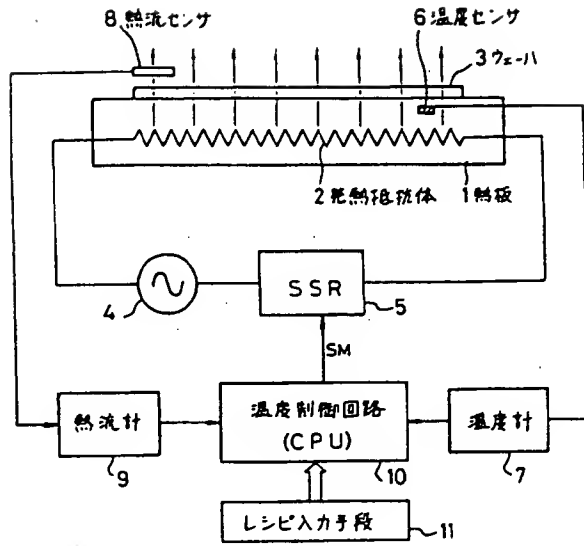 8 熱流センサ
6 温度センサ
3 ウェーハ
2 発熱抵抗体
1 熱板
4
SSR
5
SM
熱流計
9
温度制御回路
(CPU)
10
温度計
7
レシピ入力手段
11